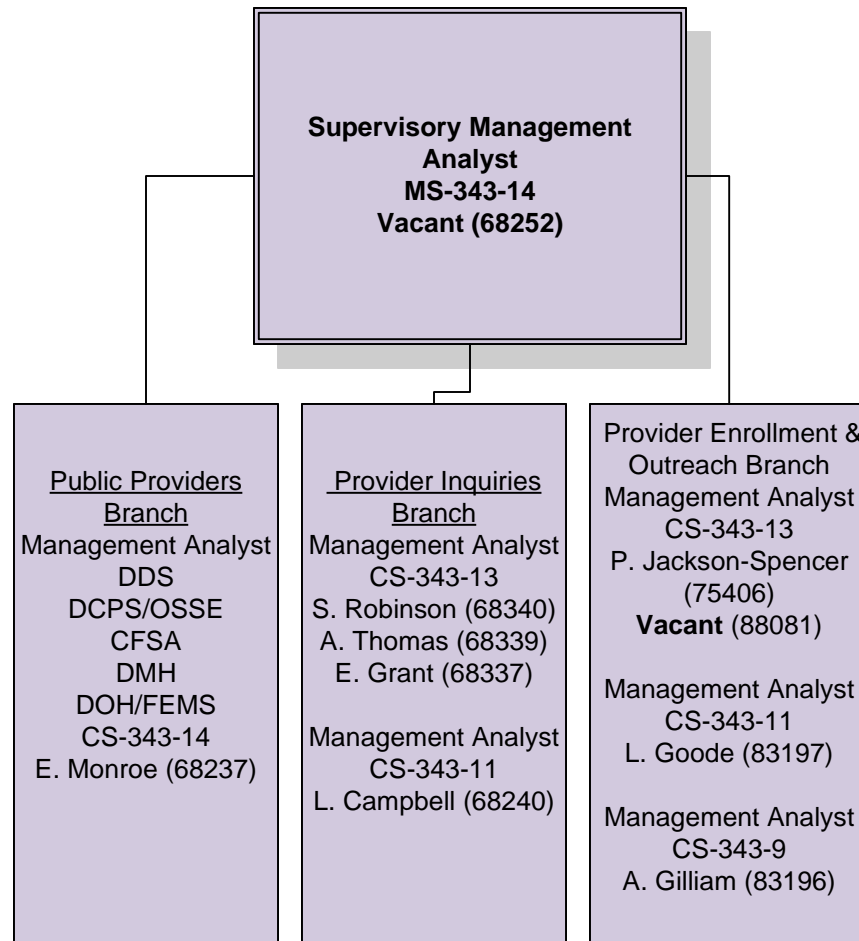 Supervisory Management
Analyst
MS-343-14
Vacant (68252)
Public Providers
Branch
Management Analyst
DDS
DCPS/OSSE
CFSA
DMH
DOH/FEMS
CS-343-14
E. Monroe (68237)
Provider Inquiries
Branch
Management Analyst
CS-343-13
S. Robinson (68340)
A. Thomas (68339)
E. Grant (68337)
Management Analyst
CS-343-11
L. Campbell (68240)
Provider Enrollment &
Outreach Branch
Management Analyst
CS-343-13
P. Jackson-Spencer
(75406)
Vacant (88081)
Management Analyst
CS-343-11
L. Goode (83197)
Management Analyst
CS-343-9
A. Gilliam (83196)